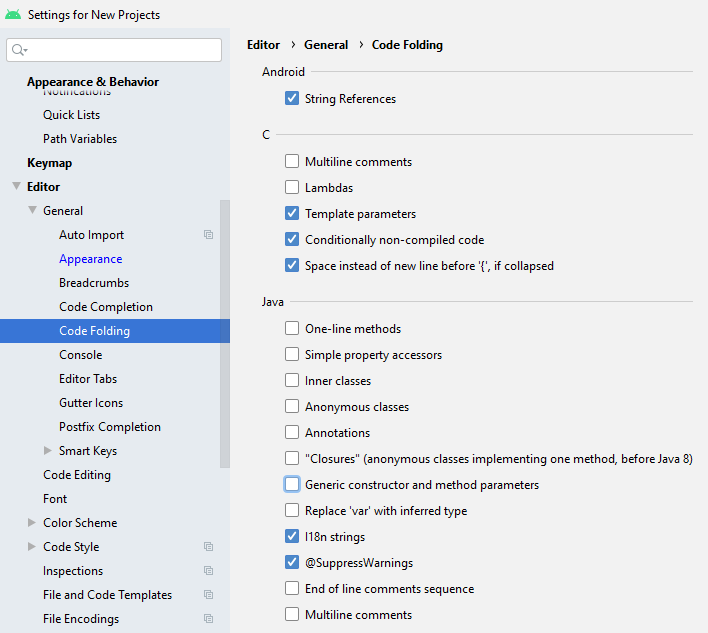 Settings for New Projects
Appearance & Behavior
Notifications
Quick Lists
Path Variables
Keymap
Editor
General
Auto Import
Appearance
Breadcrumbs
Code Completion
Code Folding
Console
Editor Tabs
Gutter Icons
Postfix Completion
Smart Keys
Code Editing
Font
Color Scheme
Code Style
Inspections
File and Code Templates
File Encodings
Editor › General › Code Folding
Android
String References
C
Multiline comments
Lambdas
Template parameters
Conditionally non-compiled code
Space instead of new line before '{', if collapsed
Java
One-line methods
Simple property accessors
Inner classes
Anonymous classes
Annotations
"Closures" (anonymous classes implementing one method, before Java 8)
Generic constructor and method parameters
Replace 'var' with inferred type
I18n strings
@SuppressWarnings
End of line comments sequence
Multiline comments